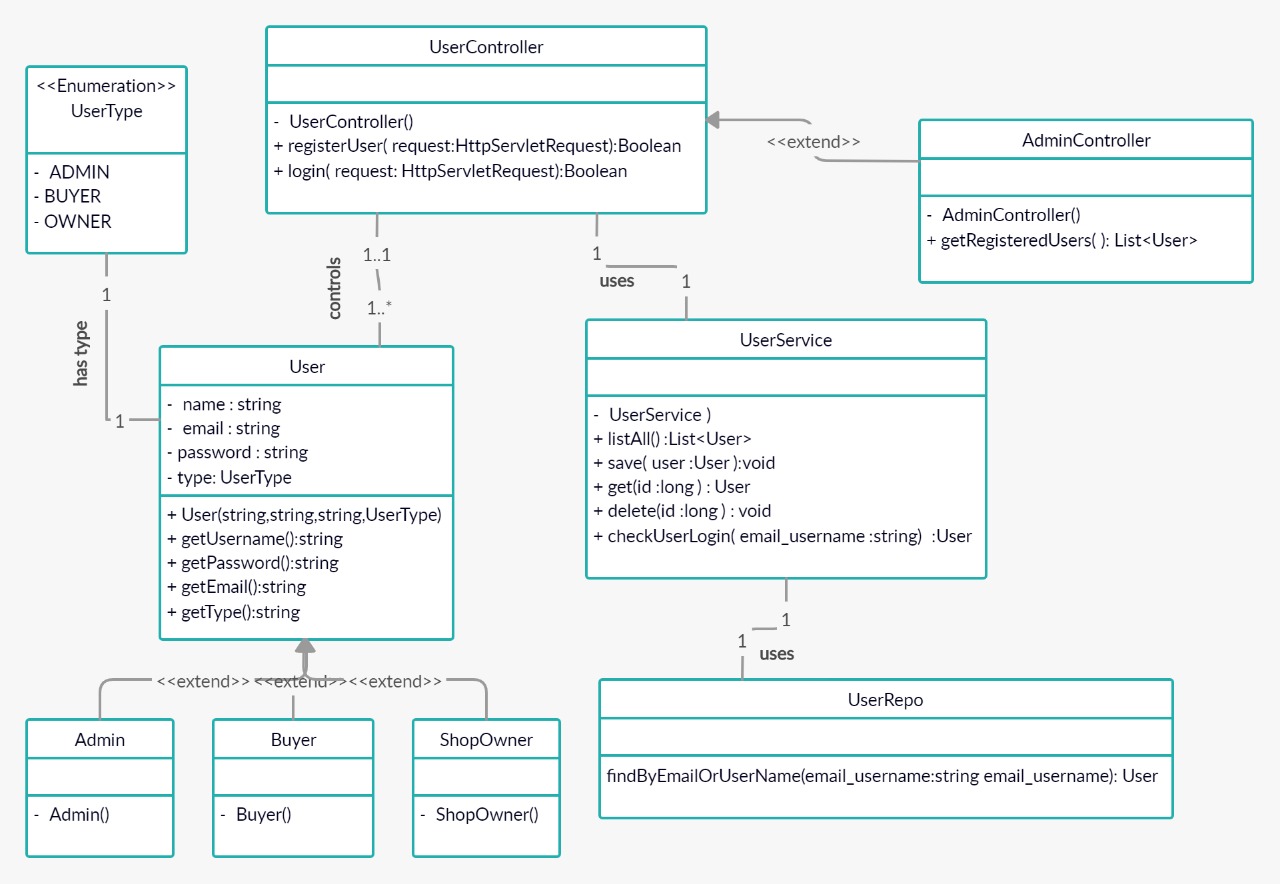 UserController
- UserController()
+ registerUser( request:HttpServletRequest):Boolean
+ login( request: HttpServletRequest):Boolean
<<Enumeration>>
UserType
- ADMIN
- BUYER
- OWNER
<<extend>>
AdminController
- AdminController()
+ getRegisteredUsers( ): List<User>
1
has type
1
1..1
controls
1..*
1
uses
1
User
- name : string
- email : string
- password : string
- type: UserType
+ User(string,string,string,UserType)
+ getUsername():string
+ getPassword():string
+ getEmail():string
+ getType():string
UserService
- UserService )
+ listAll() :List<User>
+ save( user :User ):void
+ get(id :long ) : User
+ delete(id :long ) : void
+ checkUserLogin( email_username :string) :User
1
1
uses
<<extend>>
<<extend>>
<<extend>>
Admin
- Admin()
Buyer
- Buyer()
ShopOwner
- ShopOwner()
UserRepo
findByEmailOrUserName(email_username:string email_username): User